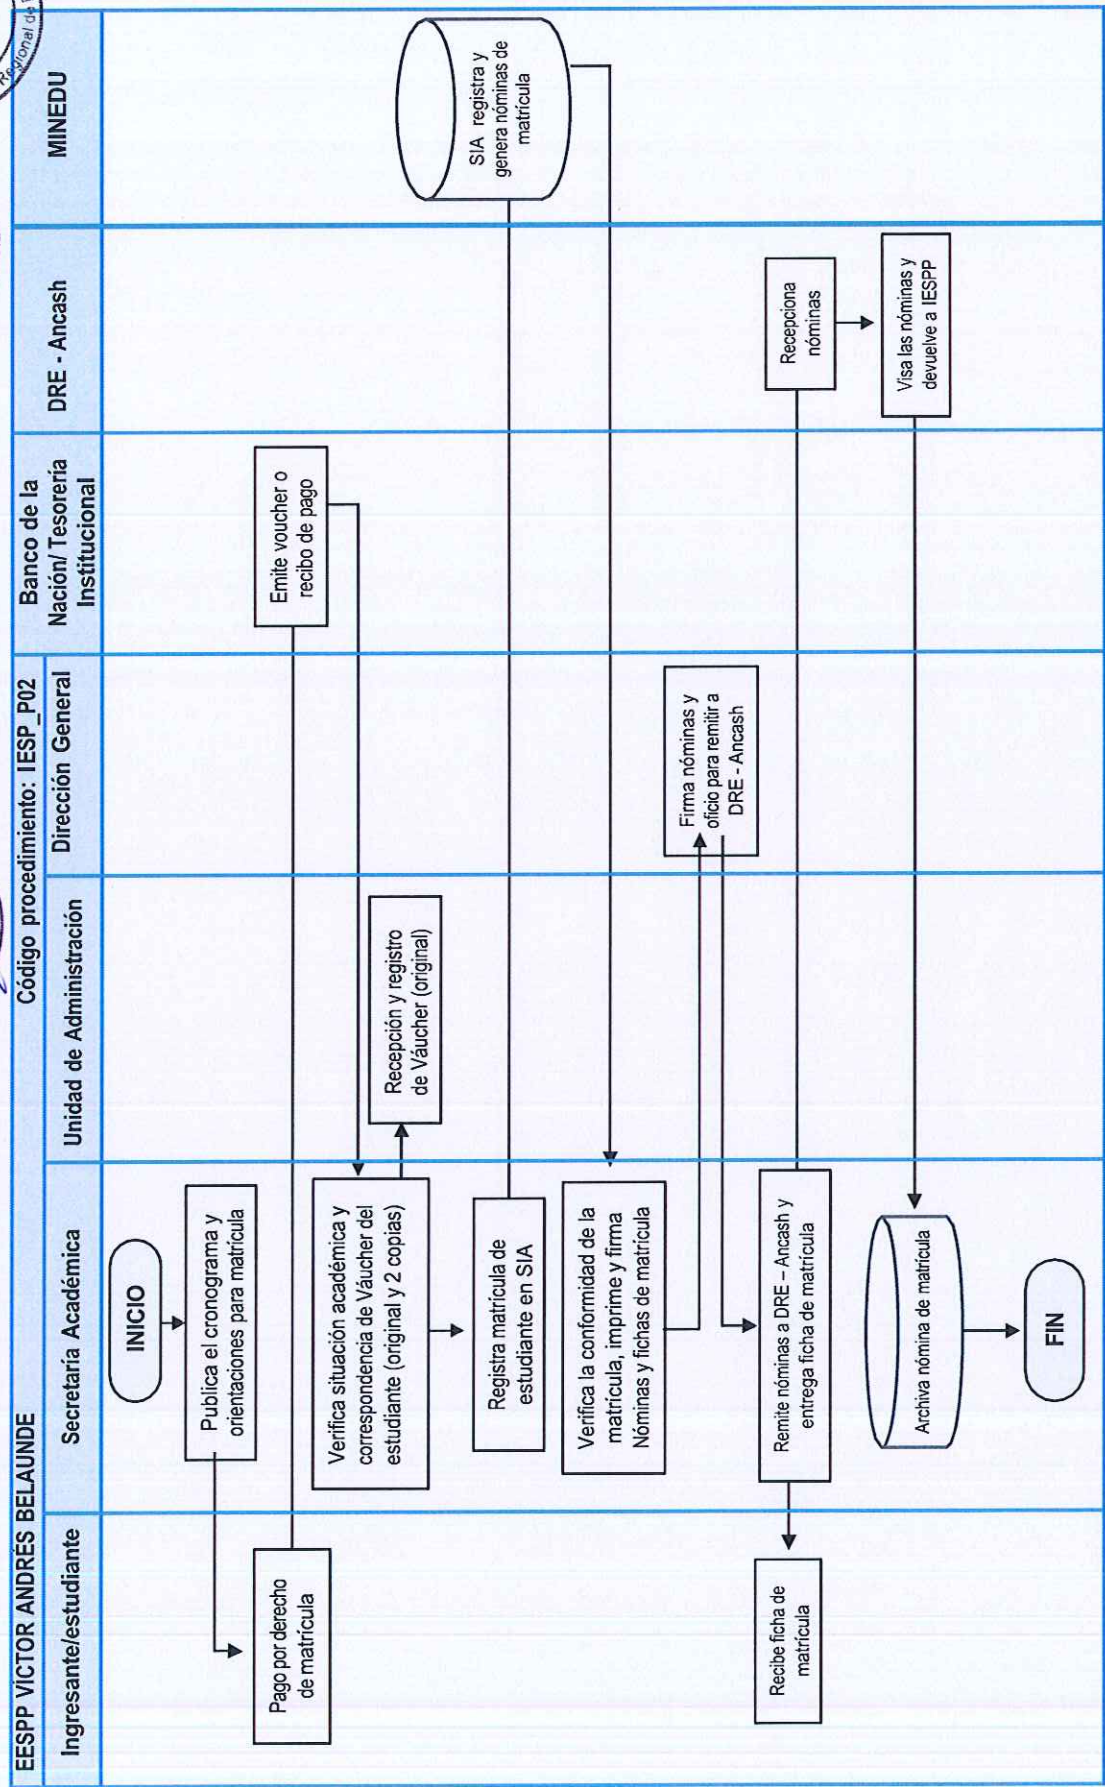 Regional de
EESPP VÍCTOR ANDRÉS BELAUNDE
Código procedimiento: IESP_P02
Ingresante/estudiante
Secretaría Académica
Unidad de Administración
Dirección General
Banco de la
Nación/ Tesorería
Institucional
DRE - Ancash
MINEDU
INICIO
Publica el cronograma y
orientaciones para matrícula
Pago por derecho
de matrícula
Emite voucher o
recibo de pago
Verifica situación académica y
correspondencia de Váucher del
estudiante (original y 2 copias)
Recepción y registro
de Váucher (original)
Registra matrícula de
estudiante en SIA
SIA registra y
genera nóminas de
matrícula
Verifica la conformidad de la
matrícula, imprime y firma
Nóminas y fichas de matrícula
Firma nóminas y
oficio para remitir a
DRE - Ancash
Remite nóminas a DRE – Ancash y
entrega ficha de matrícula
Recibe ficha de
matrícula
Recepciona
nóminas
Visa las nóminas y
devuelve a IESPP
Archiva nómina de matrícula
FIN